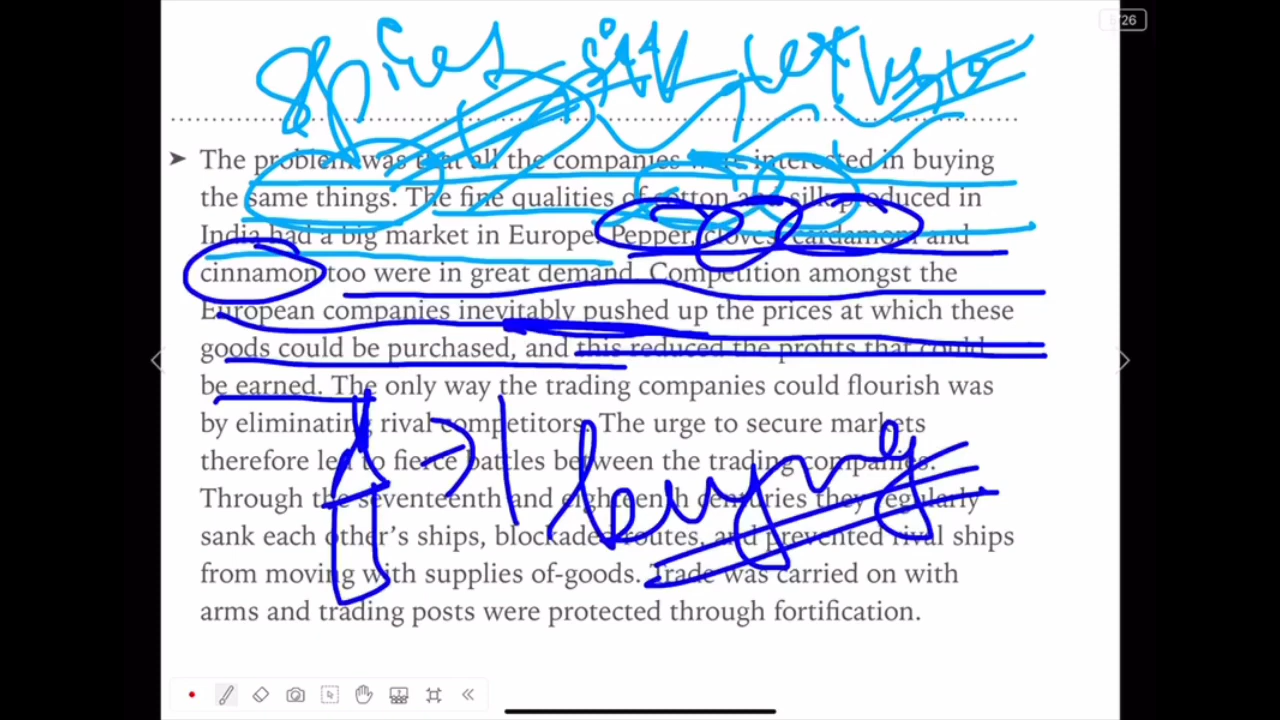 /26
spices silk textiles
The problem was that all the companies were interested in buying
the same things. The fine qualities of cotton and silk produced in
India had a big market in Europe. Pepper, cloves, cardamom and
cinnamon too were in great demand. Competition amongst the
European companies inevitably pushed up the prices at which these
goods could be purchased, and this reduced the profits that could
be earned. The only way the trading companies could flourish was
by eliminating rival competitors. The urge to secure markets
therefore led to fierce battles between the trading companies.
Through the seventeenth and eighteenth centuries they regularly
sank each other's ships, blockaded routes, and prevented rival ships
from moving with supplies of-goods. Trade was carried on with
arms and trading posts were protected through fortification.
buying